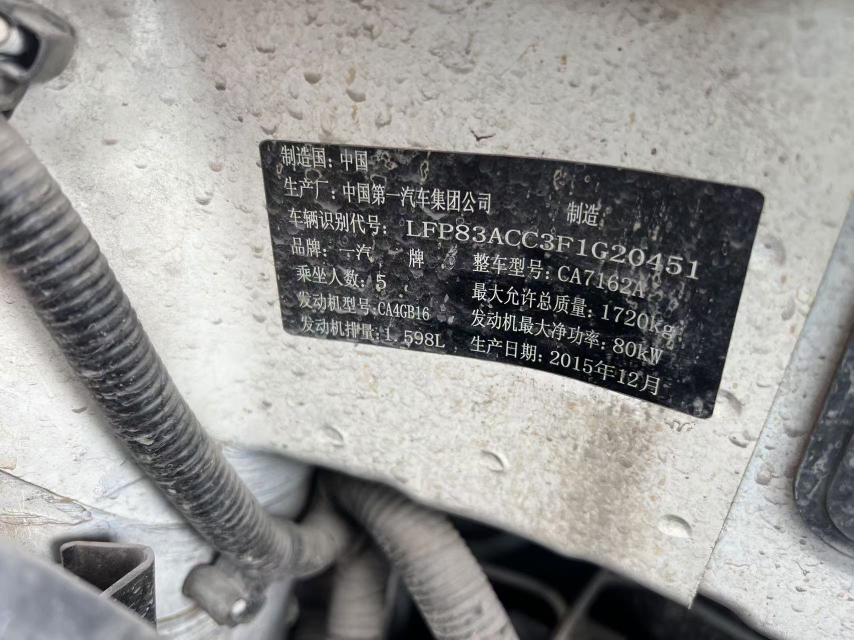 制造国：中国
生产厂：中国第一汽车集团公司 制造
车辆识别代号：LFP83ACC3F1G20451
品牌：一汽 牌 整车型号：CA7162A
乘坐人数：5 最大允许总质量：1720kg
发动机型号：CA4GB16 发动机最大净功率：80kW
发动机排量：1.598L 生产日期：2015年12月